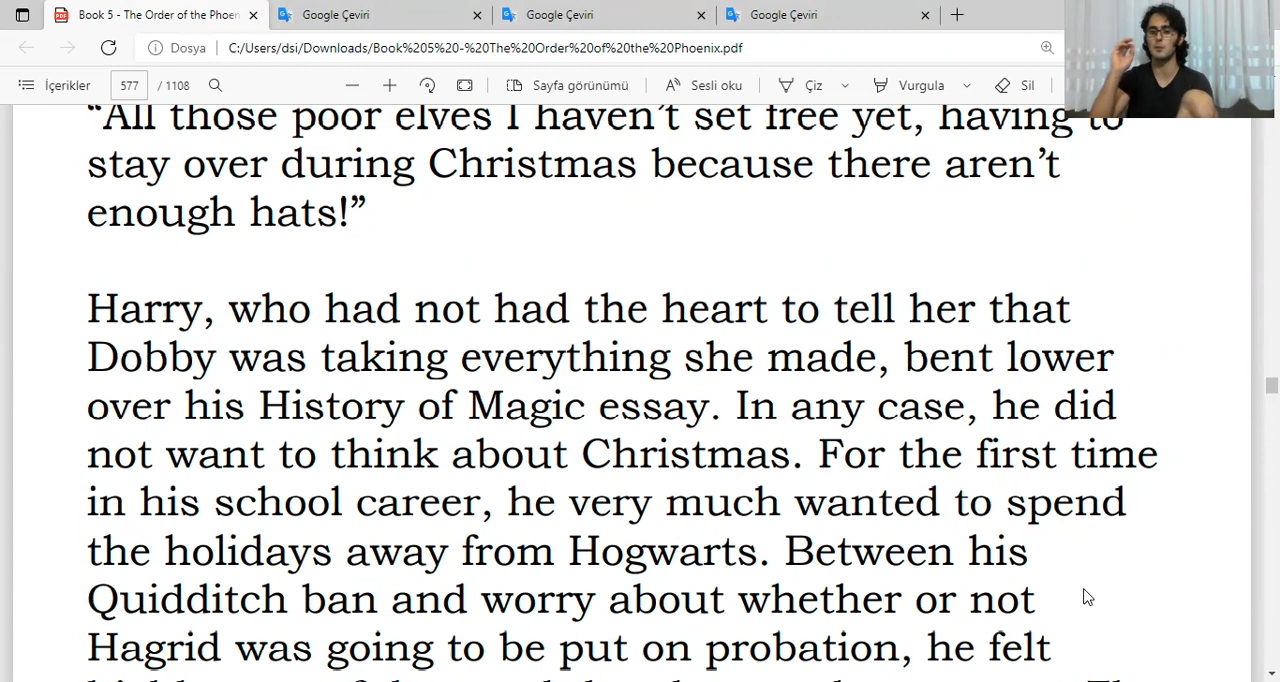 Book 5 - The Order of the Phoen
Google Çeviri
Google Çeviri
Google Çeviri
Dosya
C:/Users/dsi/Downloads/Book%205%20-%20The%20Order%20of%20the%20Phoenix.pdf
İçerikler
577 / 1108
Sayfa görünümü
Sesli oku
Çiz
Vurgula
Sil
“All those poor elves I haven’t set free yet, having to
stay over during Christmas because there aren’t
enough hats!”
Harry, who had not had the heart to tell her that
Dobby was taking everything she made, bent lower
over his History of Magic essay. In any case, he did
not want to think about Christmas. For the first time
in his school career, he very much wanted to spend
the holidays away from Hogwarts. Between his
Quidditch ban and worry about whether or not
Hagrid was going to be put on probation, he felt